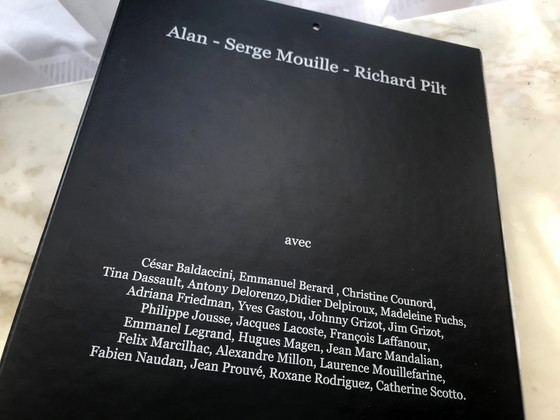 Alan - Serge Mouille - Richard Pilt
avec
César Baldaccini, Emmanuel Berard , Christine Counord,
Tina Dassault, Antony Delorenzo,Didier Delpiroux, Madeleine Fuchs,
Adriana Friedman, Yves Gastou, Johnny Grizot, Jim Grizot,
Philippe Jousse, Jacques Lacoste, François Laffanour,
Emmanel Legrand, Hugues Magen, Jean Marc Mandalian,
Felix Marcilhac, Alexandre Millon, Laurence Mouillefarine,
Fabien Naudan, Jean Prouvé, Roxane Rodriguez, Catherine Scotto.